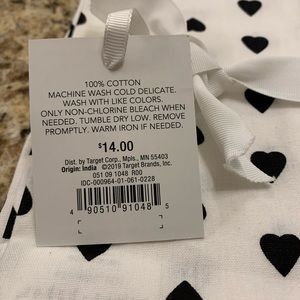 100% COTTON
MACHINE WASH COLD DELICATE.
WASH WITH LIKE COLORS.
ONLY NON-CHLORINE BLEACH WHEN
NEEDED. TUMBLE DRY LOW. REMOVE
PROMPTLY. WARM IRON IF NEEDED.
$14.00
Dist. by Target Corp., Mpls., MN 55403
Origin: India ©2019 Target Brands, Inc.
051 09 1048 R00
IDC-000964-01-061-0228
4 90510 91048 5